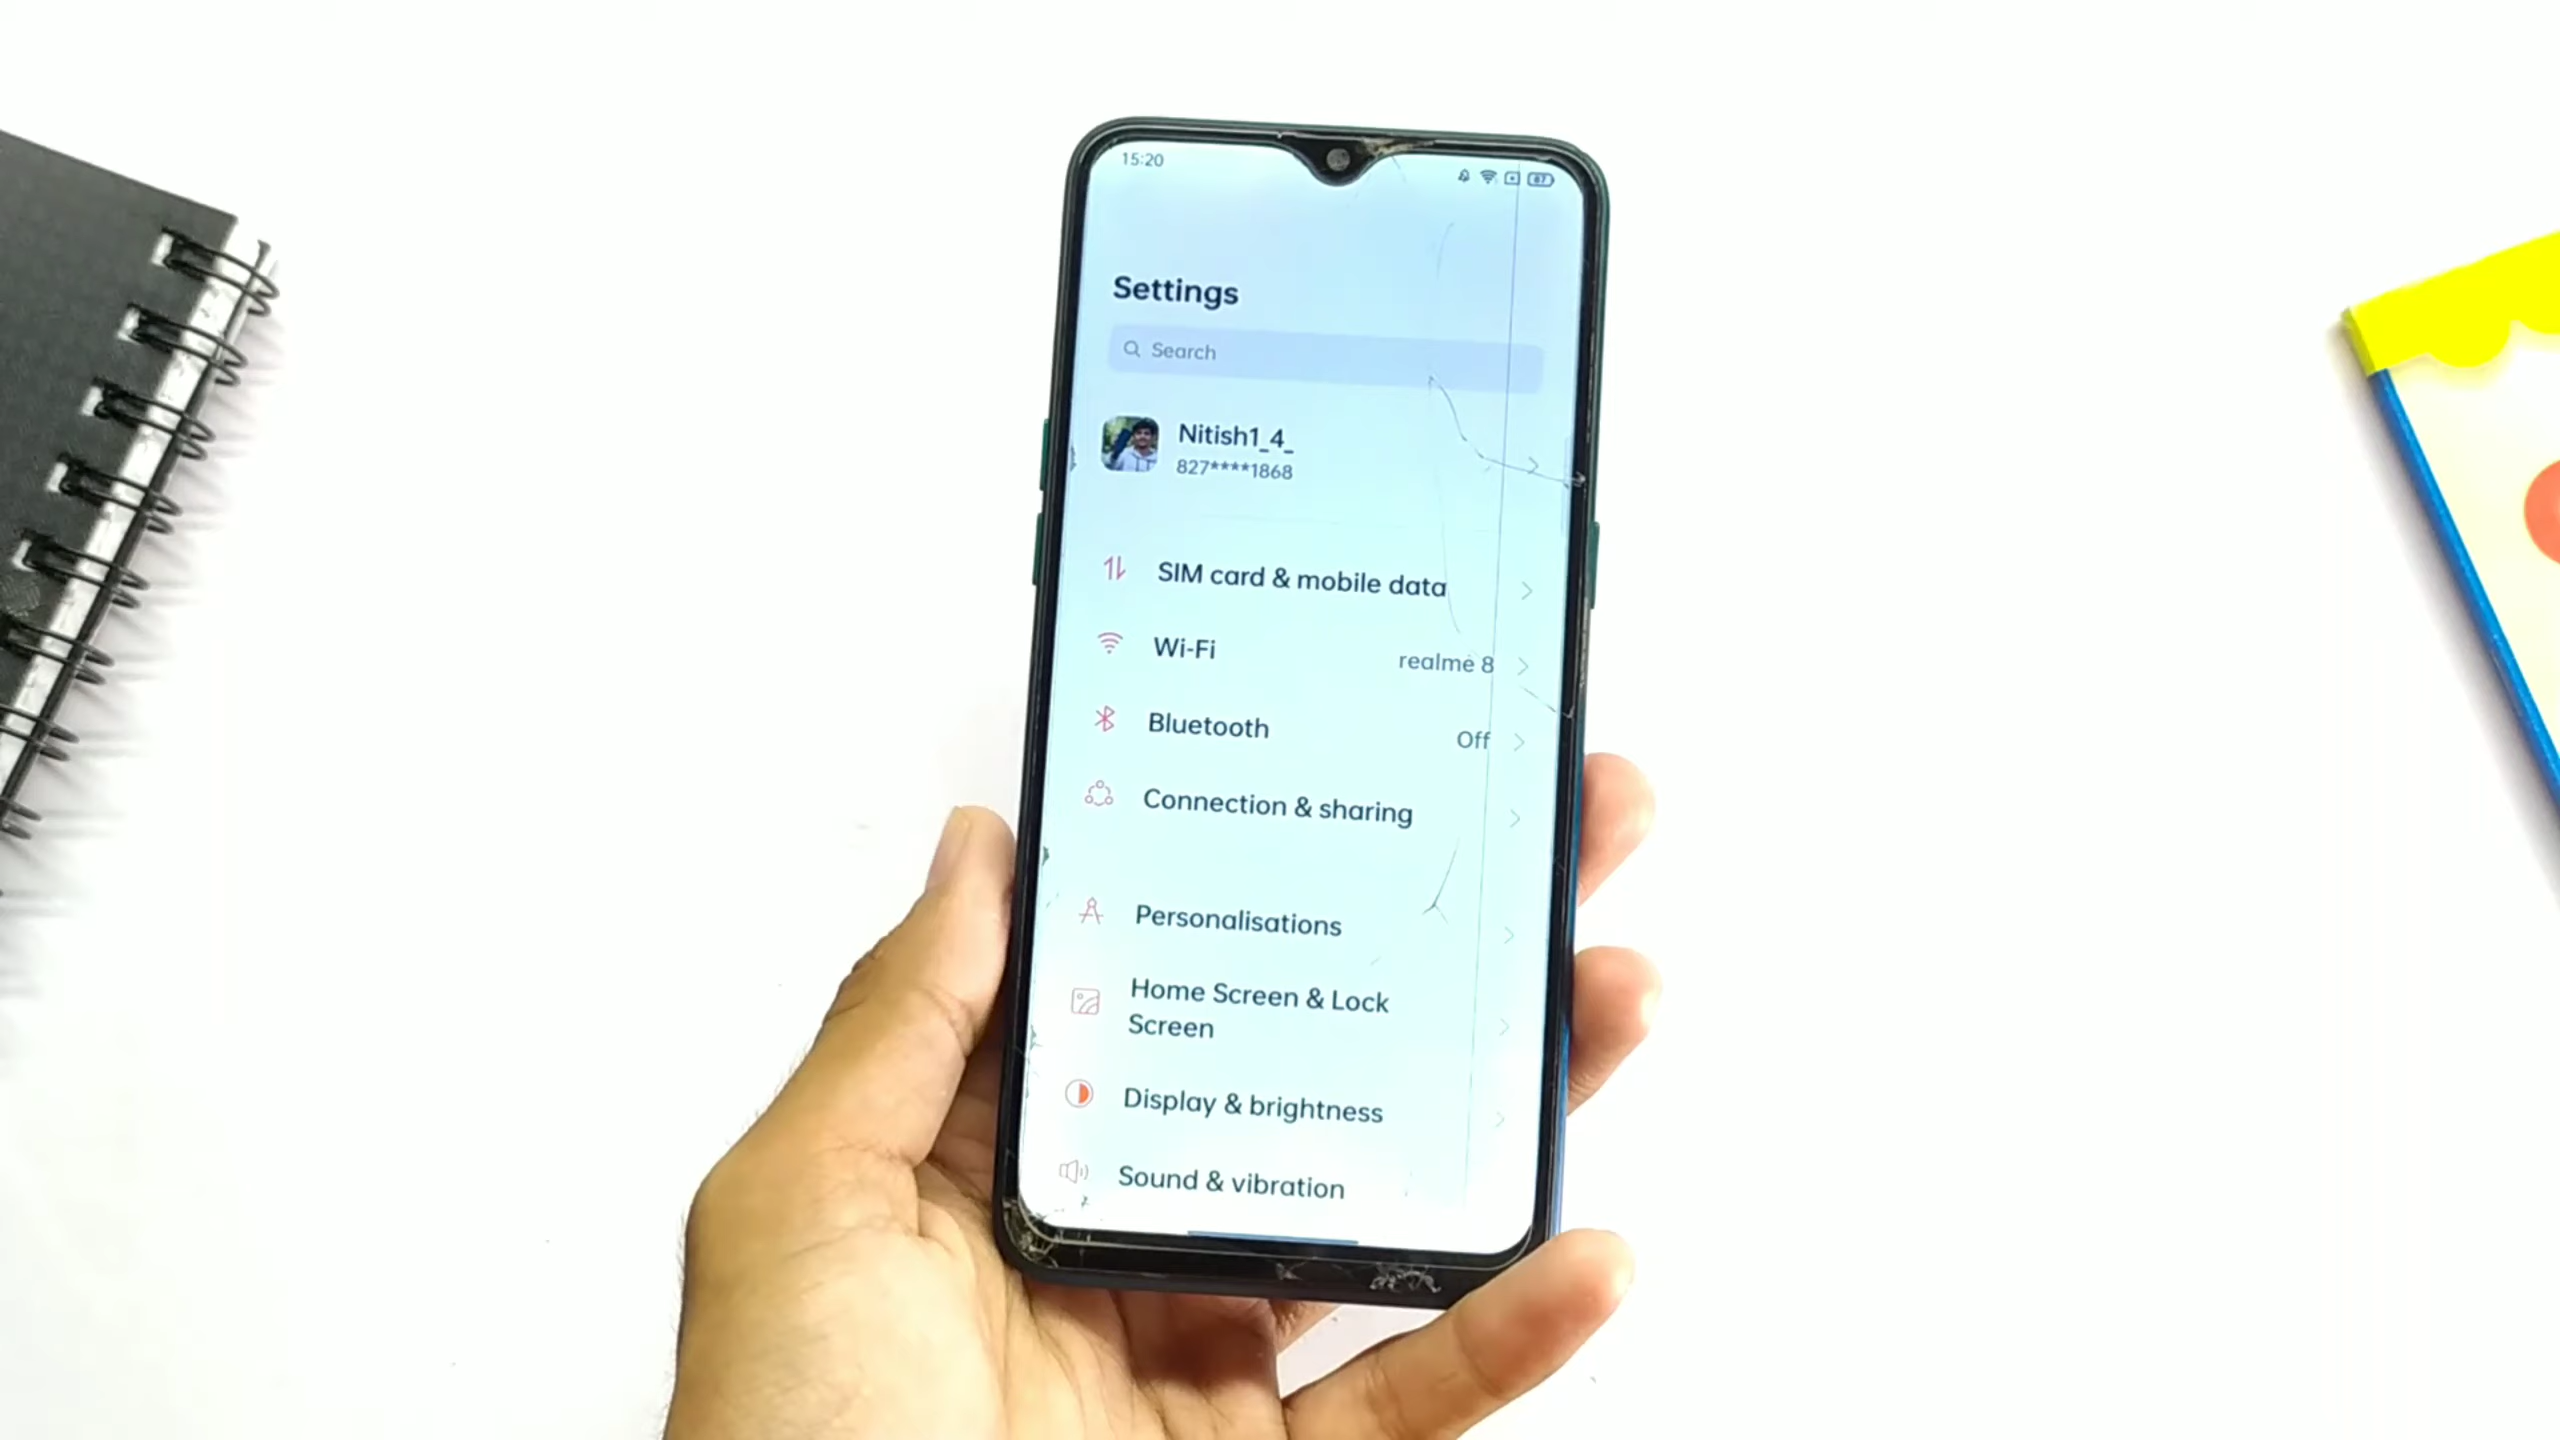 15:20
87
Settings
Search
Nitish1_4_
827****1868
SIM card & mobile data
Wi-Fi
realme 8
Bluetooth
Off
Connection & sharing
Personalisations
Home Screen & Lock
Screen
Display & brightness
Sound & vibration